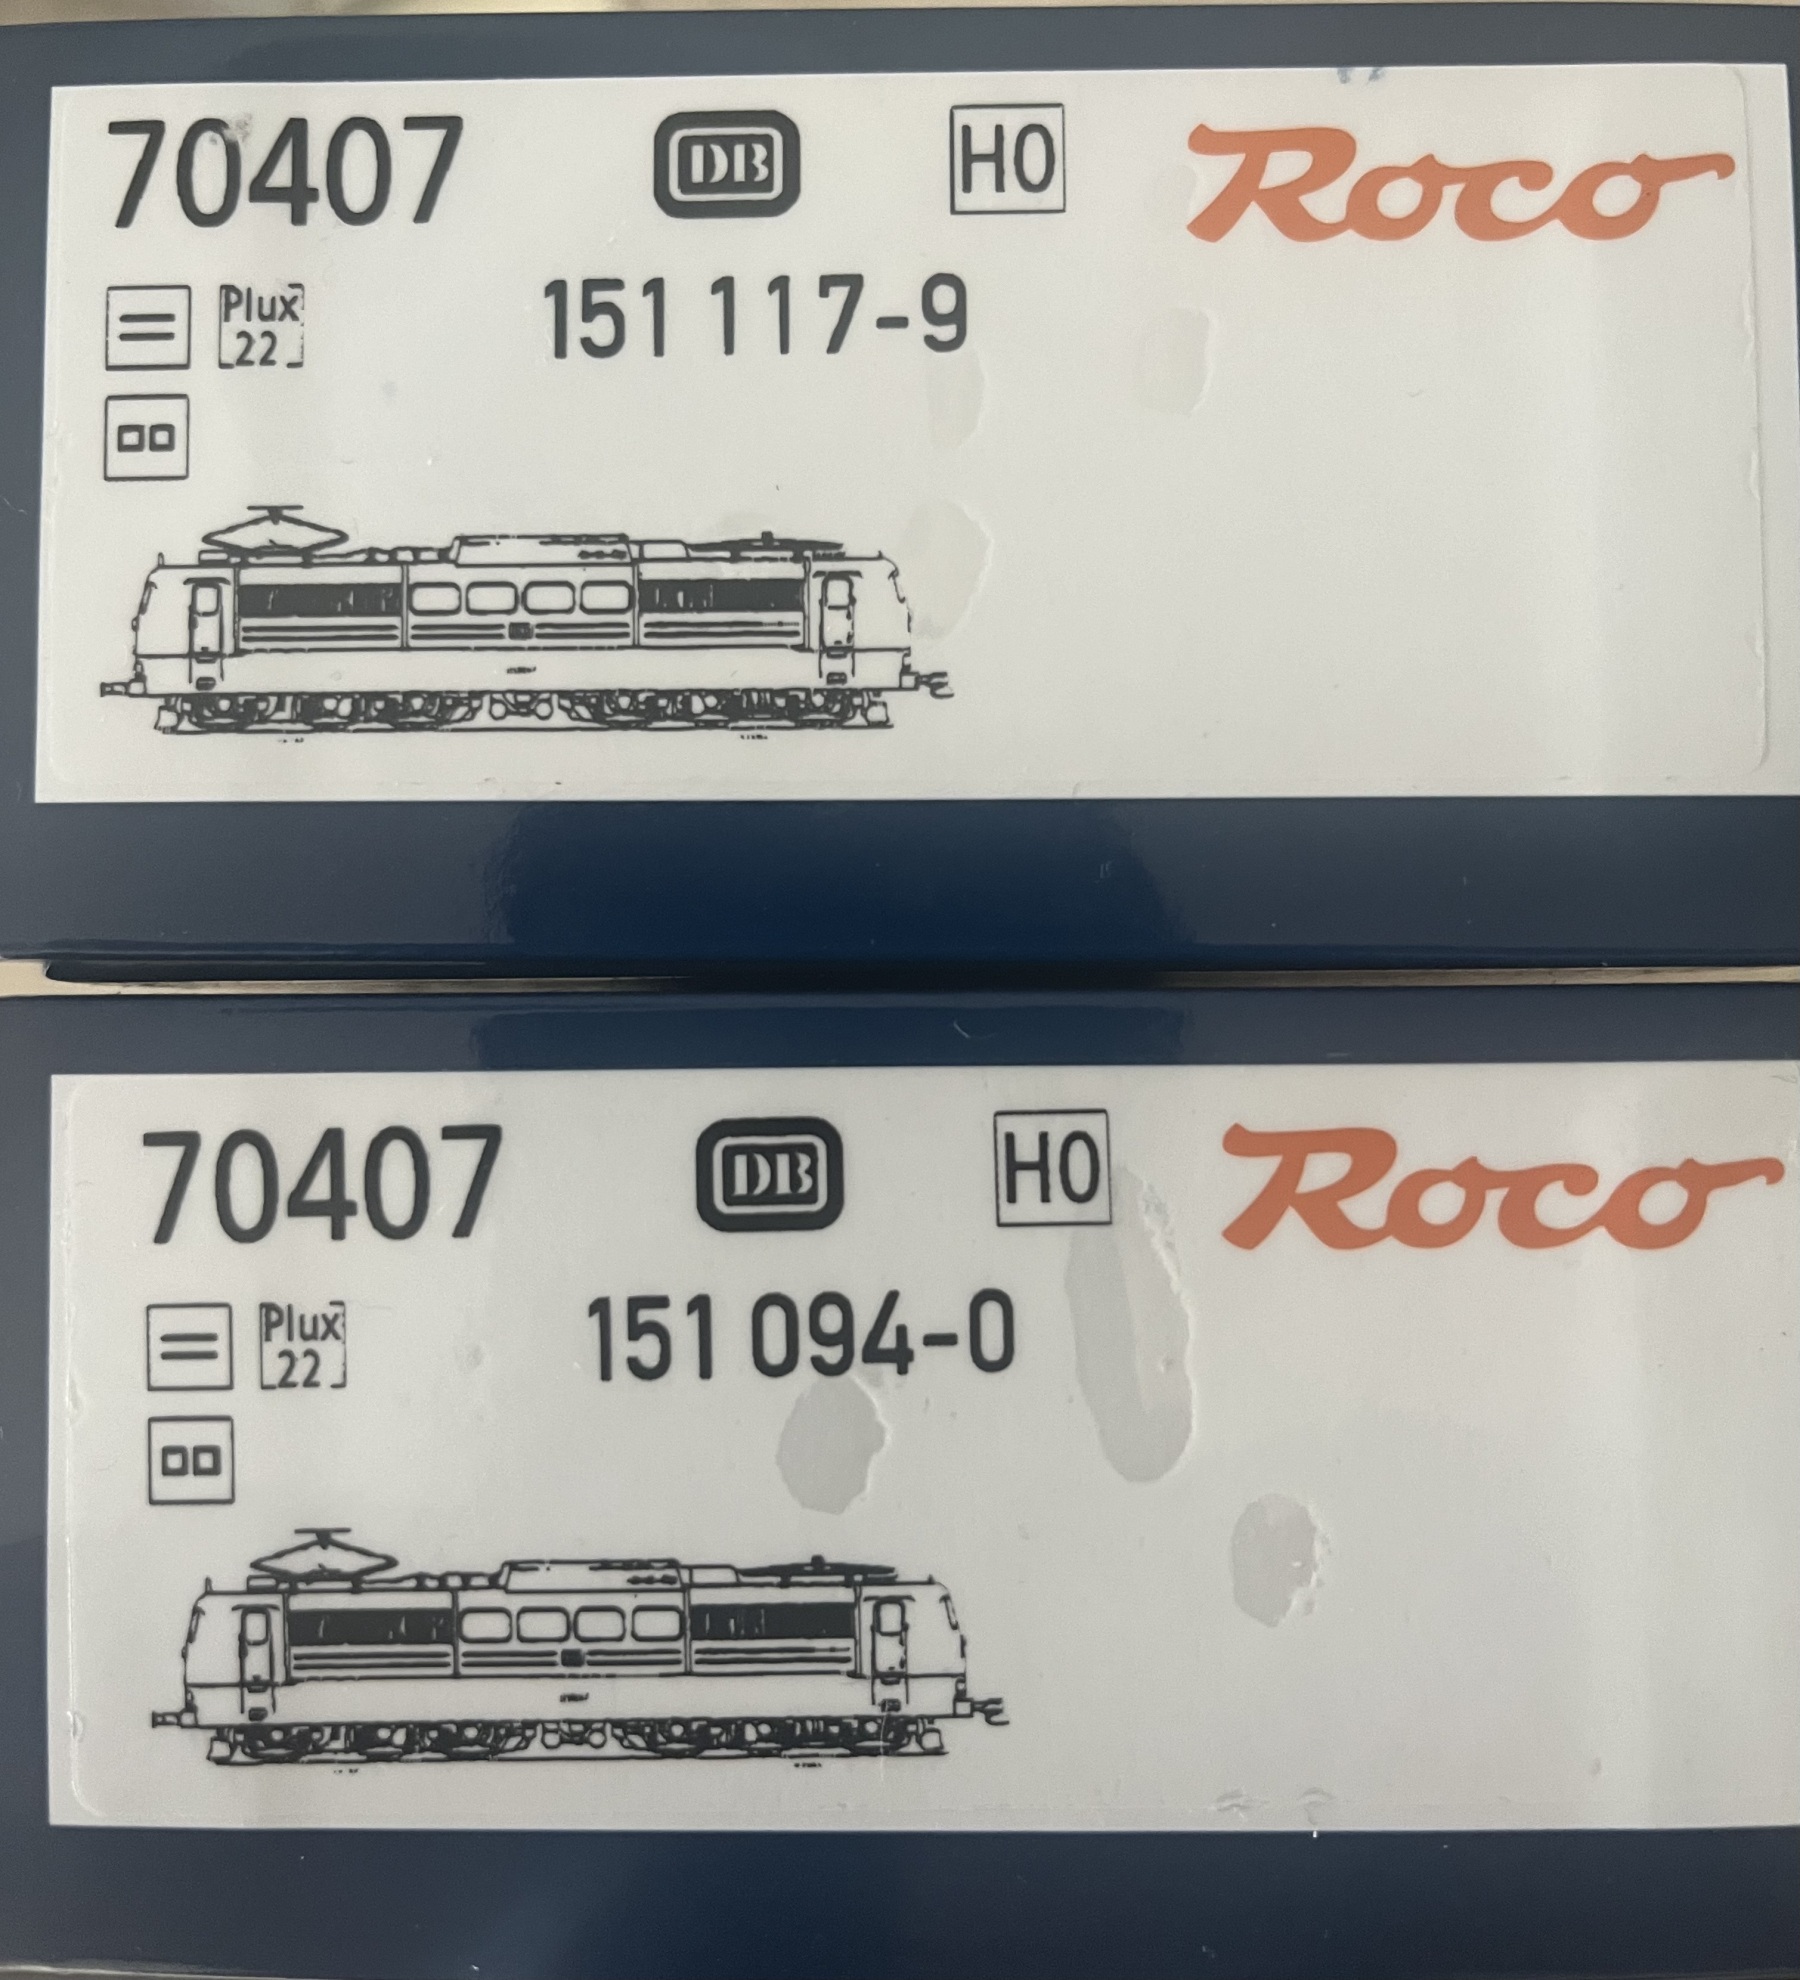 70407 DB H0 Roco
Plux 151 117-9
22
70407 DB H0 Roco
Plux 151 094-0
22